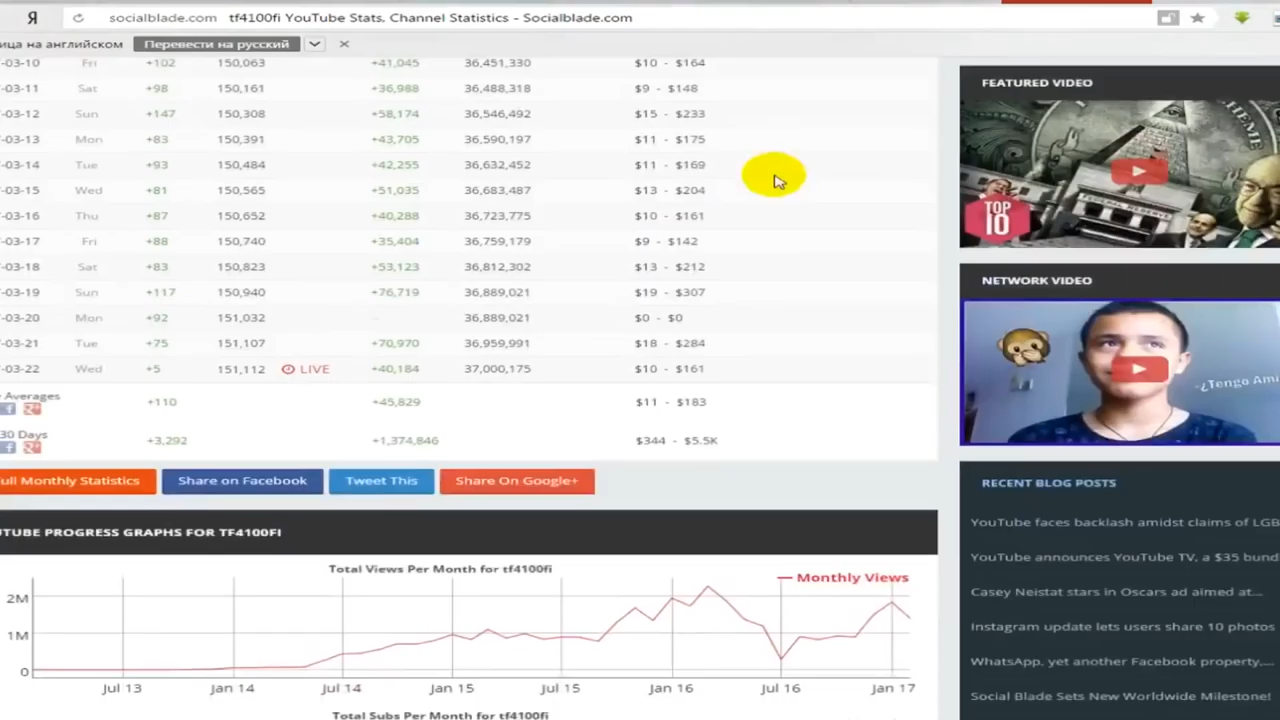 Я socialblade.com tf4100fi YouTube Stats, Channel Statistics - Socialblade.com
ица на английском Перевести на русский
-03-10 Fri +102 150,063 +41,045 36,451,330 $10 - $164
-03-11 Sat +98 150,161 +36,988 36,488,318 $9 - $148
-03-12 Sun +147 150,308 +58,174 36,546,492 $15 - $233
-03-13 Mon +83 150,391 +43,705 36,590,197 $11 - $175
-03-14 Tue +93 150,484 +42,255 36,632,452 $11 - $169
-03-15 Wed +81 150,565 +51,035 36,683,487 $13 - $204
-03-16 Thu +87 150,652 +40,288 36,723,775 $10 - $161
-03-17 Fri +88 150,740 +35,404 36,759,179 $9 - $142
-03-18 Sat +83 150,823 +53,123 36,812,302 $13 - $212
-03-19 Sun +117 150,940 +76,719 36,889,021 $19 - $307
-03-20 Mon +92 151,032 - 36,889,021 $0 - $0
-03-21 Tue +75 151,107 +70,970 36,959,991 $18 - $284
-03-22 Wed +5 151,112 LIVE +40,184 37,000,175 $10 - $161
Averages +110 +45,829 $11 - $183
30 Days +3,292 +1,374,846 $344 - $5.5K
ull Monthly Statistics Share on Facebook Tweet This Share On Google+
UTUBE PROGRESS GRAPHS FOR TF4100FI
Total Views Per Month for tf4100fi
Monthly Views
2M
1M
0
Jul 13 Jan 14 Jul 14 Jan 15 Jul 15 Jan 16 Jul 16 Jan 17
Total Subs Per Month for tf4100fi
FEATURED VIDEO
HEME
FEDERAL RESERVE
TOP
10
NETWORK VIDEO
-¿Tengo Ami
RECENT BLOG POSTS
YouTube faces backlash amidst claims of LGB
YouTube announces YouTube TV, a $35 bund
Casey Neistat stars in Oscars ad aimed at...
Instagram update lets users share 10 photos
WhatsApp, yet another Facebook property,...
Social Blade Sets New Worldwide Milestone!